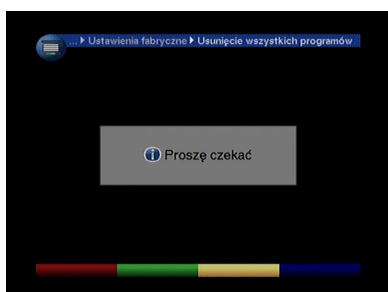 ... Ustawienia fabryczne Usunięcie wszystkich programów
Proszę czekać